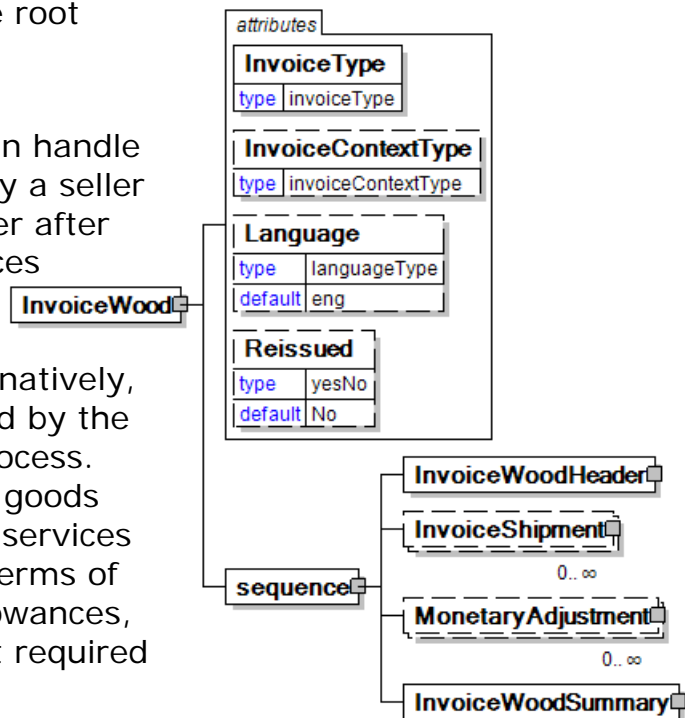 e root
n handle
y a seller
er after
ces
natively,
d by the
ocess.
goods
services
erms of
owances,
t required
InvoiceWood
attributes
InvoiceType
type invoiceType
InvoiceContextType
type invoiceContextType
Language
type languageType
default eng
Reissued
type yesNo
default No
sequence
InvoiceWoodHeader
InvoiceShipment
0.. ∞
MonetaryAdjustment
0.. ∞
InvoiceWoodSummary